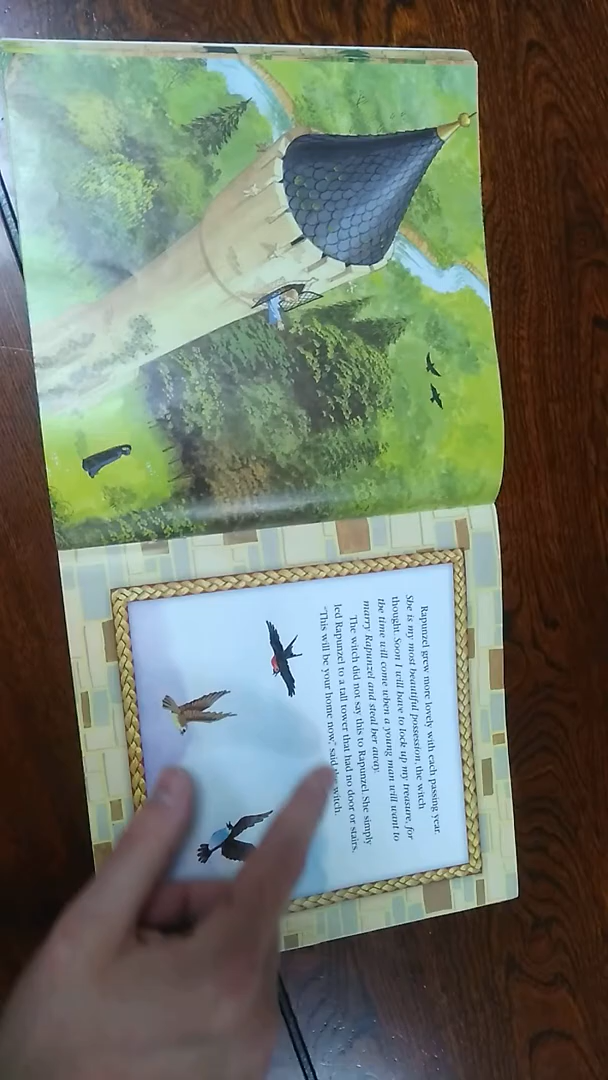 Rapunzel grew more lovely with each passing year.
She is my most beautiful possession, the witch
thought. Soon I will have to lock up my treasure, for
the time will come when a young man will want to
marry Rapunzel and steal her away.
The witch did not say this to Rapunzel. She simply
led Rapunzel to a tall tower that had no door or stairs.
"This will be your home now," said the witch.